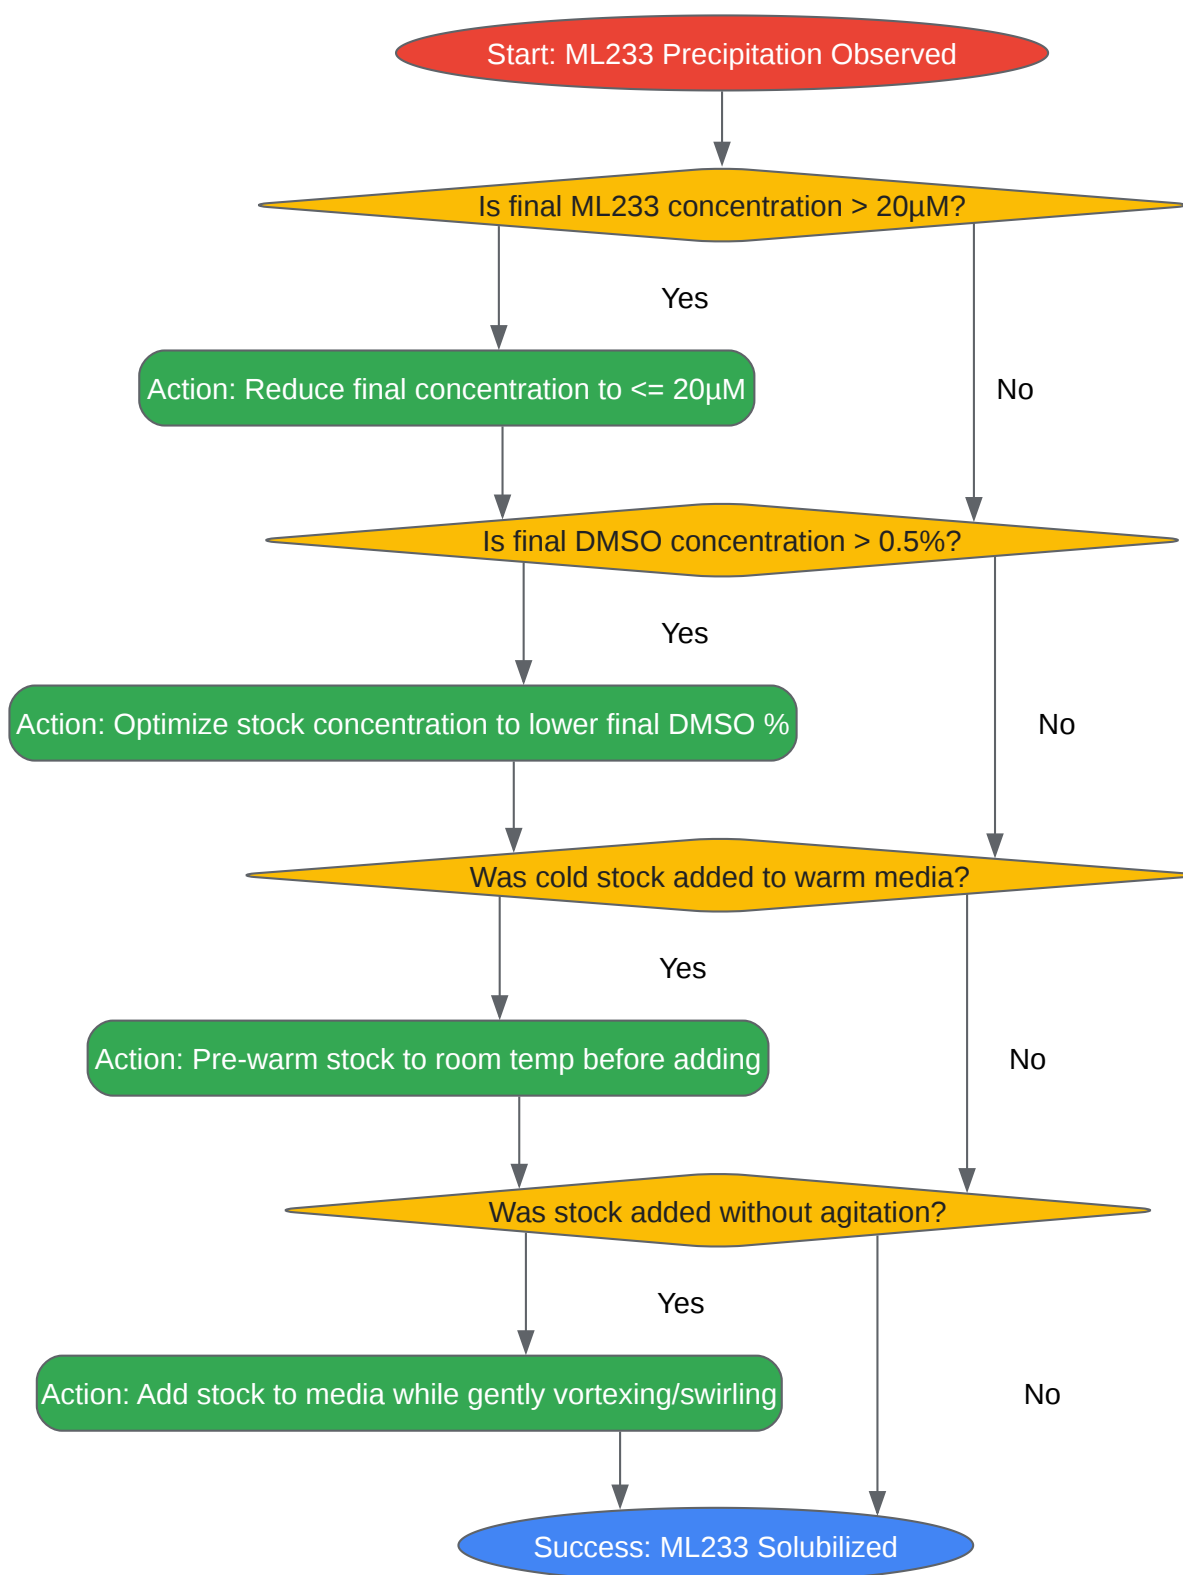 Start: ML233 Precipitation Observed
Is final ML233 concentration > 20µM?
Yes
Action: Reduce final concentration to <= 20µM
No
Is final DMSO concentration > 0.5%?
Yes
Action: Optimize stock concentration to lower final DMSO %
No
Was cold stock added to warm media?
Yes
Action: Pre-warm stock to room temp before adding
No
Was stock added without agitation?
Yes
Action: Add stock to media while gently vortexing/swirling
No
Success: ML233 Solubilized